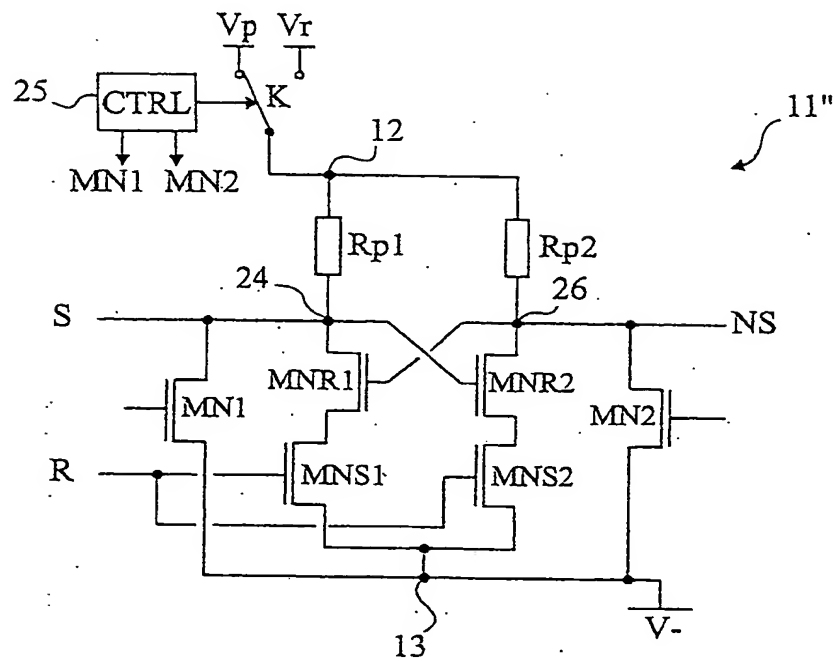 Vp Vr
25 CTRL K
11"
MN1 MN2
12
Rp1 Rp2
24 26
S NS
MNR1 MNR2
MN1 MN2
R MNS1 MNS2
13
V-